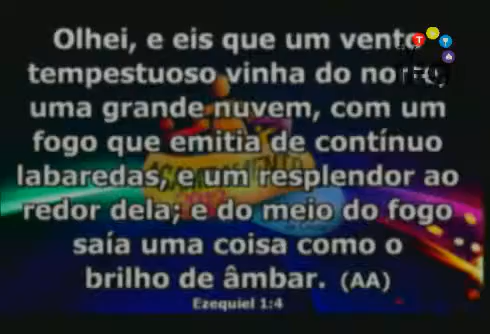 Olhei, e eis que um vento
tempestuoso vinha do norte,
uma grande nuvem, com um
fogo que emitia de contínuo
labaredas, e um resplendor ao
redor dela; e do meio do fogo
saía uma coisa como o
brilho de âmbar. (AA)
Ezequiel 1:4